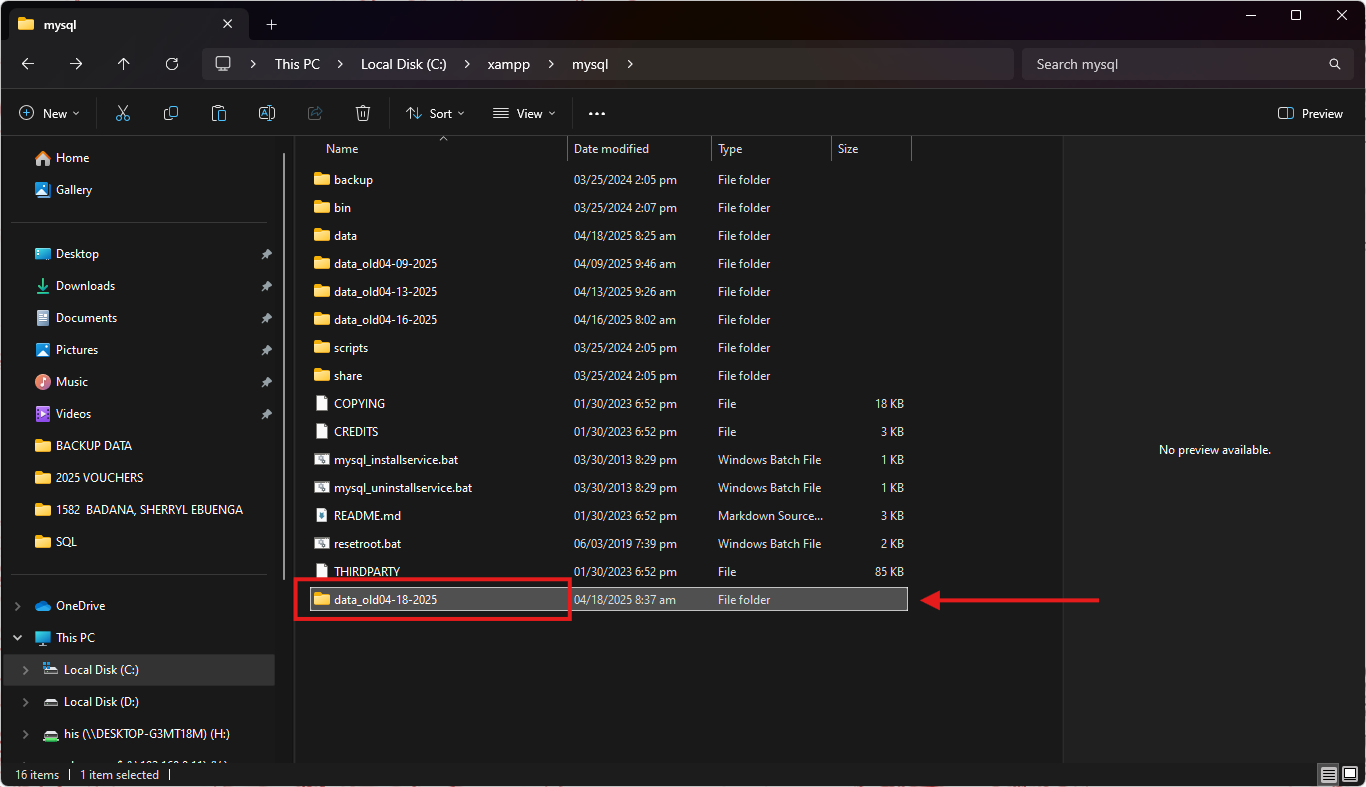 mysql
This PC
Local Disk (C:)
xampp
mysql
Search mysql
New
Sort
View
Preview
Home
Gallery
Desktop
Downloads
Documents
Pictures
Music
Videos
BACKUP DATA
2025 VOUCHERS
1582 BADANA, SHERRYL EBUENGA
SQL
OneDrive
This PC
Local Disk (C:)
Local Disk (D:)
his (\\DESKTOP-G3MT18M) (H:)
Name Date modified Type Size
backup 03/25/2024 2:05 pm File folder
bin 03/25/2024 2:07 pm File folder
data 04/18/2025 8:25 am File folder
data_old04-09-2025 04/09/2025 9:46 am File folder
data_old04-13-2025 04/13/2025 9:26 am File folder
data_old04-16-2025 04/16/2025 8:02 am File folder
scripts 03/25/2024 2:05 pm File folder
share 03/25/2024 2:05 pm File folder
COPYING 01/30/2023 6:52 pm File 18 KB
CREDITS 01/30/2023 6:52 pm File 3 KB
mysql_installservice.bat 03/30/2013 8:29 pm Windows Batch File 1 KB
mysql_uninstallservice.bat 03/30/2013 8:29 pm Windows Batch File 1 KB
README.md 01/30/2023 6:52 pm Markdown Source... 3 KB
resetroot.bat 06/03/2019 7:39 pm Windows Batch File 2 KB
THIRDPARTY 01/30/2023 6:52 pm File 85 KB
data_old04-18-2025 04/18/2025 8:37 am File folder
No preview available.
16 items
1 item selected